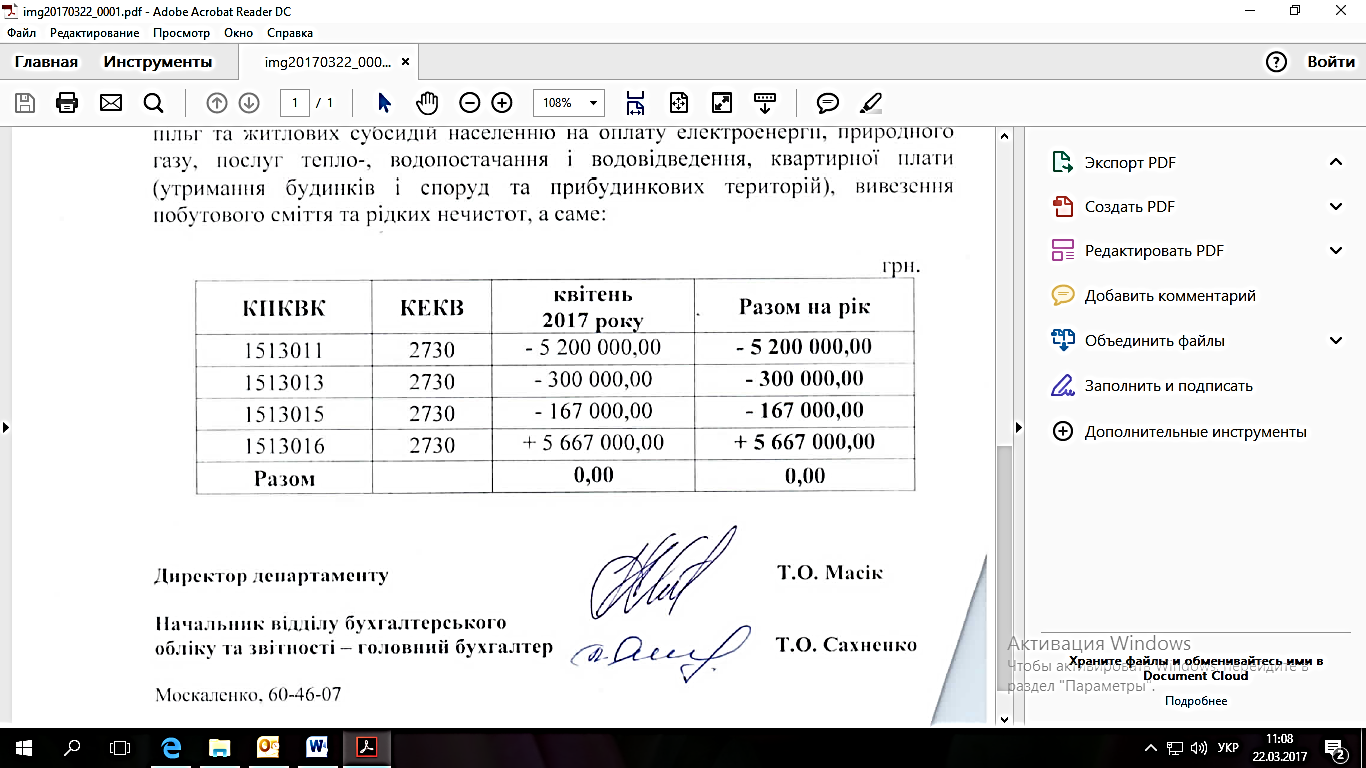 img20170322_0001.pdf - Adobe Acrobat Reader DC
Файл Редактирование Просмотр Окно Справка
Главная Инструменты img20170322_000... × ? Войти
1 / 1 108%
пільг та житлових субсидій населенню на оплату електроенергії, природного
газу, послуг тепло-, водопостачання і водовідведення, квартирної плати
(утримання будинків і споруд та прибудинкових територій), вивезення
побутового сміття та рідких нечистот, а саме:
грн.
КПКВК КЕКВ квітень 2017 року Разом на рік
1513011 2730 - 5 200 000,00 - 5 200 000,00
1513013 2730 - 300 000,00 - 300 000,00
1513015 2730 - 167 000,00 - 167 000,00
1513016 2730 + 5 667 000,00 + 5 667 000,00
Разом 0,00 0,00
Директор департаменту Т.О. Масік
Начальник відділу бухгалтерського
обліку та звітності – головний бухгалтер Т.О. Сахненко
Москаленко, 60-46-07
Экспорт PDF
Создать PDF
Редактировать PDF
Добавить комментарий
Объединить файлы
Заполнить и подписать
Дополнительные инструменты
Активация Windows
Чтобы активировать Windows, перейдите в
раздел "Параметры".
Храните файлы и обменивайтесь ими в
Document Cloud
Подробнее
УКР 11:08
22.03.2017 2